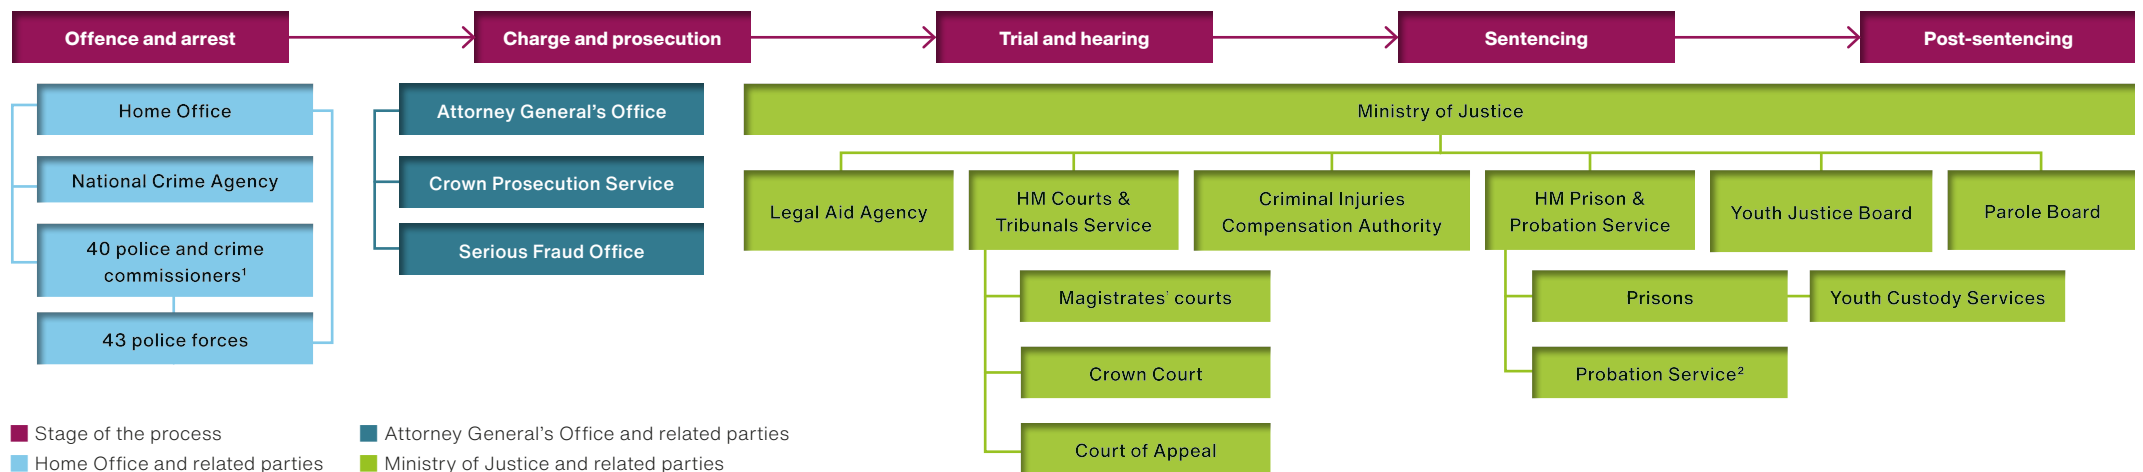 Offence and arrest
Charge and prosecution
Trial and hearing
Sentencing
Post-sentencing
Home Office
National Crime Agency
40 police and crime
commissioners¹
43 police forces
Attorney General’s Office
Crown Prosecution Service
Serious Fraud Office
Ministry of Justice
Legal Aid Agency
HM Courts &
Tribunals Service
Criminal Injuries
Compensation Authority
HM Prison &
Probation Service
Youth Justice Board
Parole Board
Magistrates’ courts
Crown Court
Court of Appeal
Prisons
Youth Custody Services
Probation Service²
Stage of the process
Home Office and related parties
Attorney General’s Office and related parties
Ministry of Justice and related parties